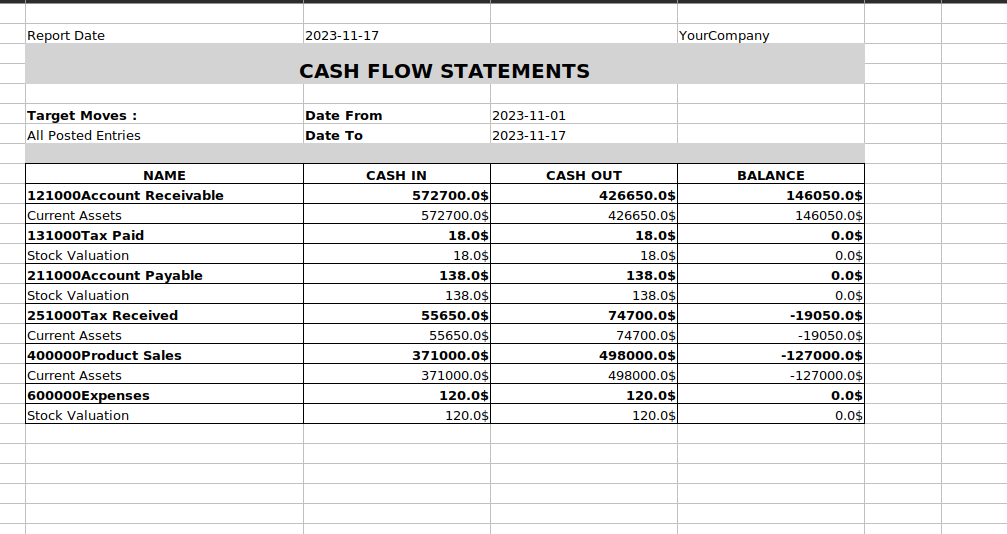 Report Date 2023-11-17 YourCompany
CASH FLOW STATEMENTS
Target Moves : Date From 2023-11-01
All Posted Entries Date To 2023-11-17
NAME CASH IN CASH OUT BALANCE
121000Account Receivable 572700.0$ 426650.0$ 146050.0$
Current Assets 572700.0$ 426650.0$ 146050.0$
131000Tax Paid 18.0$ 18.0$ 0.0$
Stock Valuation 18.0$ 18.0$ 0.0$
211000Account Payable 138.0$ 138.0$ 0.0$
Stock Valuation 138.0$ 138.0$ 0.0$
251000Tax Received 55650.0$ 74700.0$ -19050.0$
Current Assets 55650.0$ 74700.0$ -19050.0$
400000Product Sales 371000.0$ 498000.0$ -127000.0$
Current Assets 371000.0$ 498000.0$ -127000.0$
600000Expenses 120.0$ 120.0$ 0.0$
Stock Valuation 120.0$ 120.0$ 0.0$